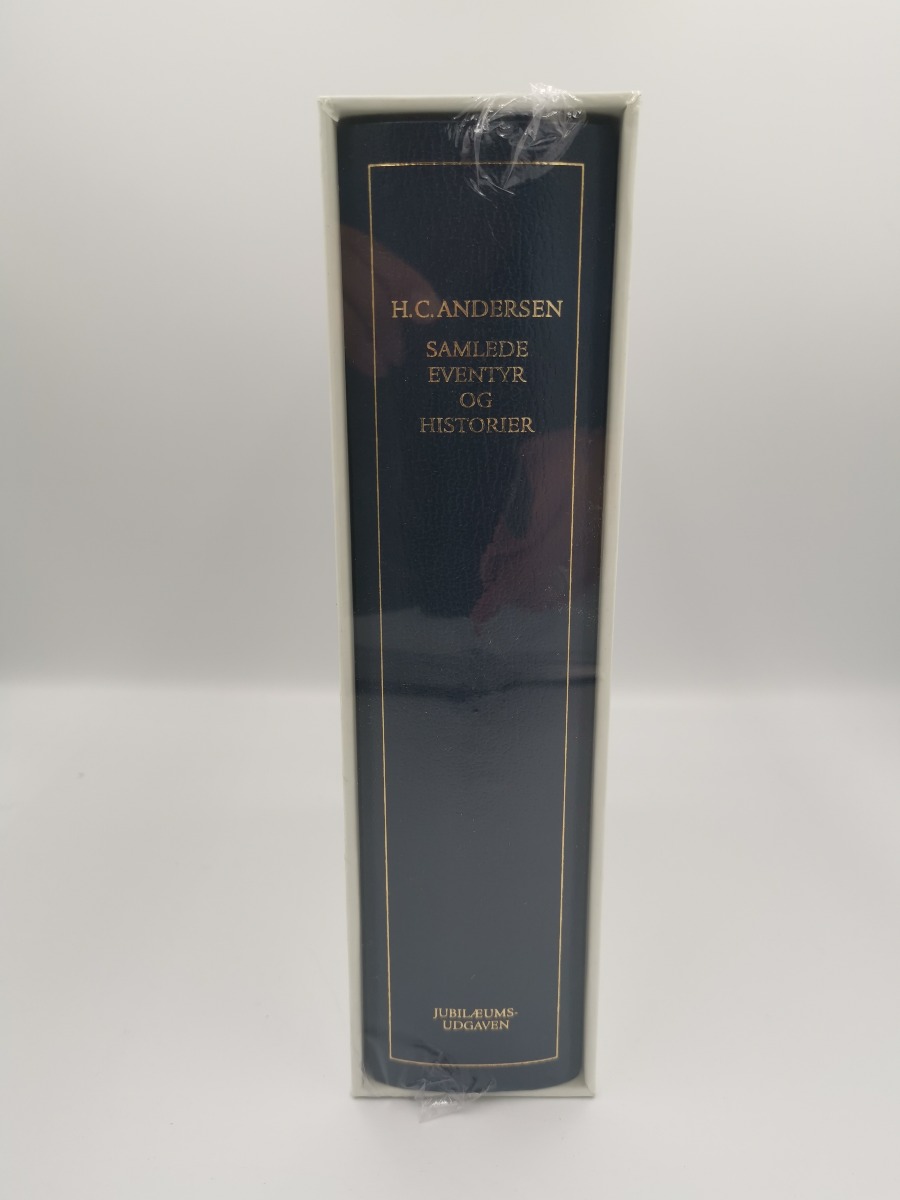 H.C. ANDERSEN
SAMLEDE
EVENTYR
OG
HISTORIER
JUBILÆUMS-
UDGAVEN